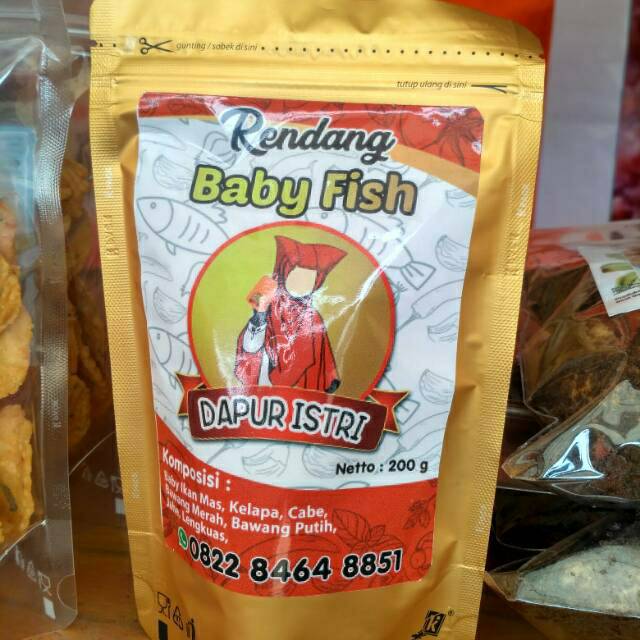 gunting / sobek di sini
tutup ulang di sini
Rendang
Baby Fish
DAPUR ISTRI
Netto : 200 g
Komposisi :
Baby Ikan Mas, Kelapa, Cabe,
Bawang Merah, Bawang Putih,
Jahe, Lengkuas,
0822 8464 8851